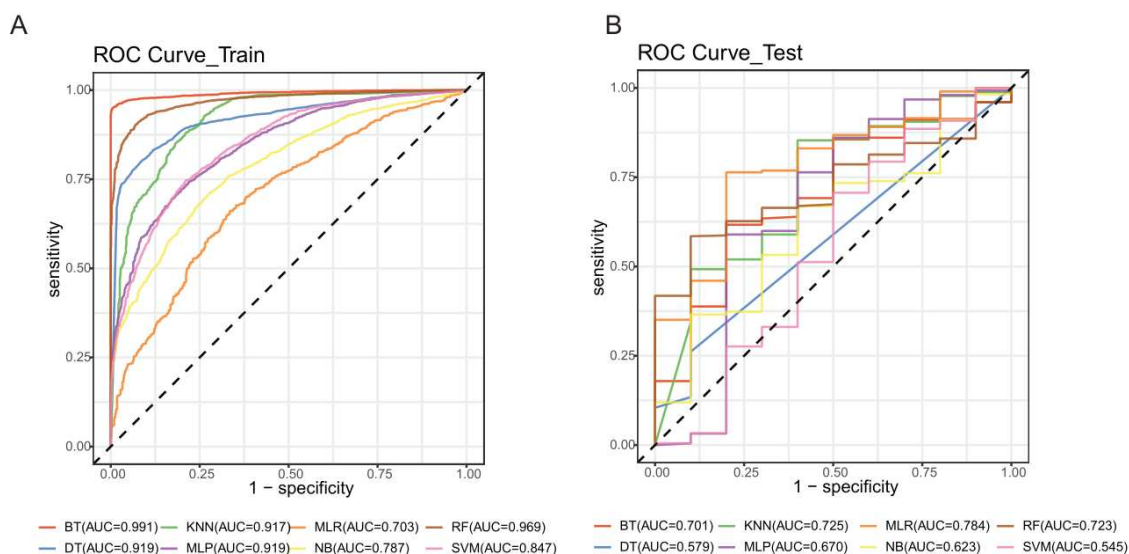 A
ROC Curve_Train
1.00
0.75
0.50
0.25
0.00
sensitivity
0.00 0.25 0.50 0.75 1.00
1 − specificity
BT(AUC=0.991) KNN(AUC=0.917) MLR(AUC=0.703) RF(AUC=0.969)
DT(AUC=0.919) MLP(AUC=0.919) NB(AUC=0.787) SVM(AUC=0.847)
B
ROC Curve_Test
1.00
0.75
0.50
0.25
0.00
sensitivity
0.00 0.25 0.50 0.75 1.00
1 − specificity
BT(AUC=0.701) KNN(AUC=0.725) MLR(AUC=0.784) RF(AUC=0.723)
DT(AUC=0.579) MLP(AUC=0.670) NB(AUC=0.623) SVM(AUC=0.545)